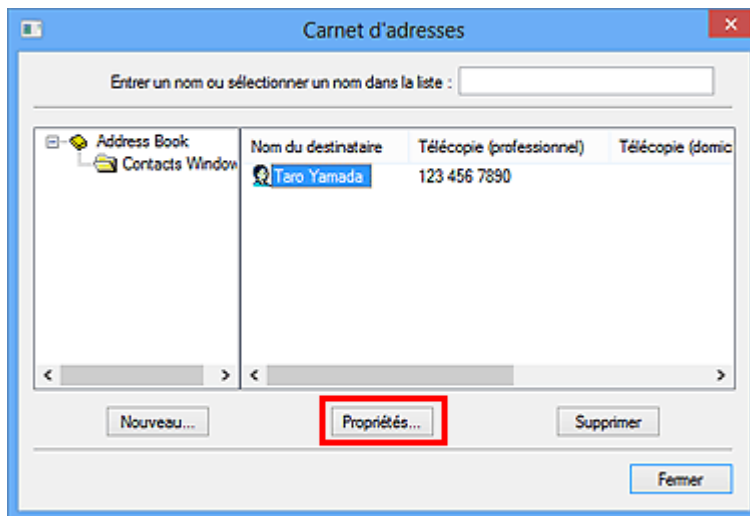 Carnet d'adresses
Entrer un nom ou sélectionner un nom dans la liste :
Address Book
Contacts Window
Nom du destinataire Télécopie (professionnel) Télécopie (domic
Taro Yamada 123 456 7890
Nouveau... Propriétés... Supprimer
Fermer